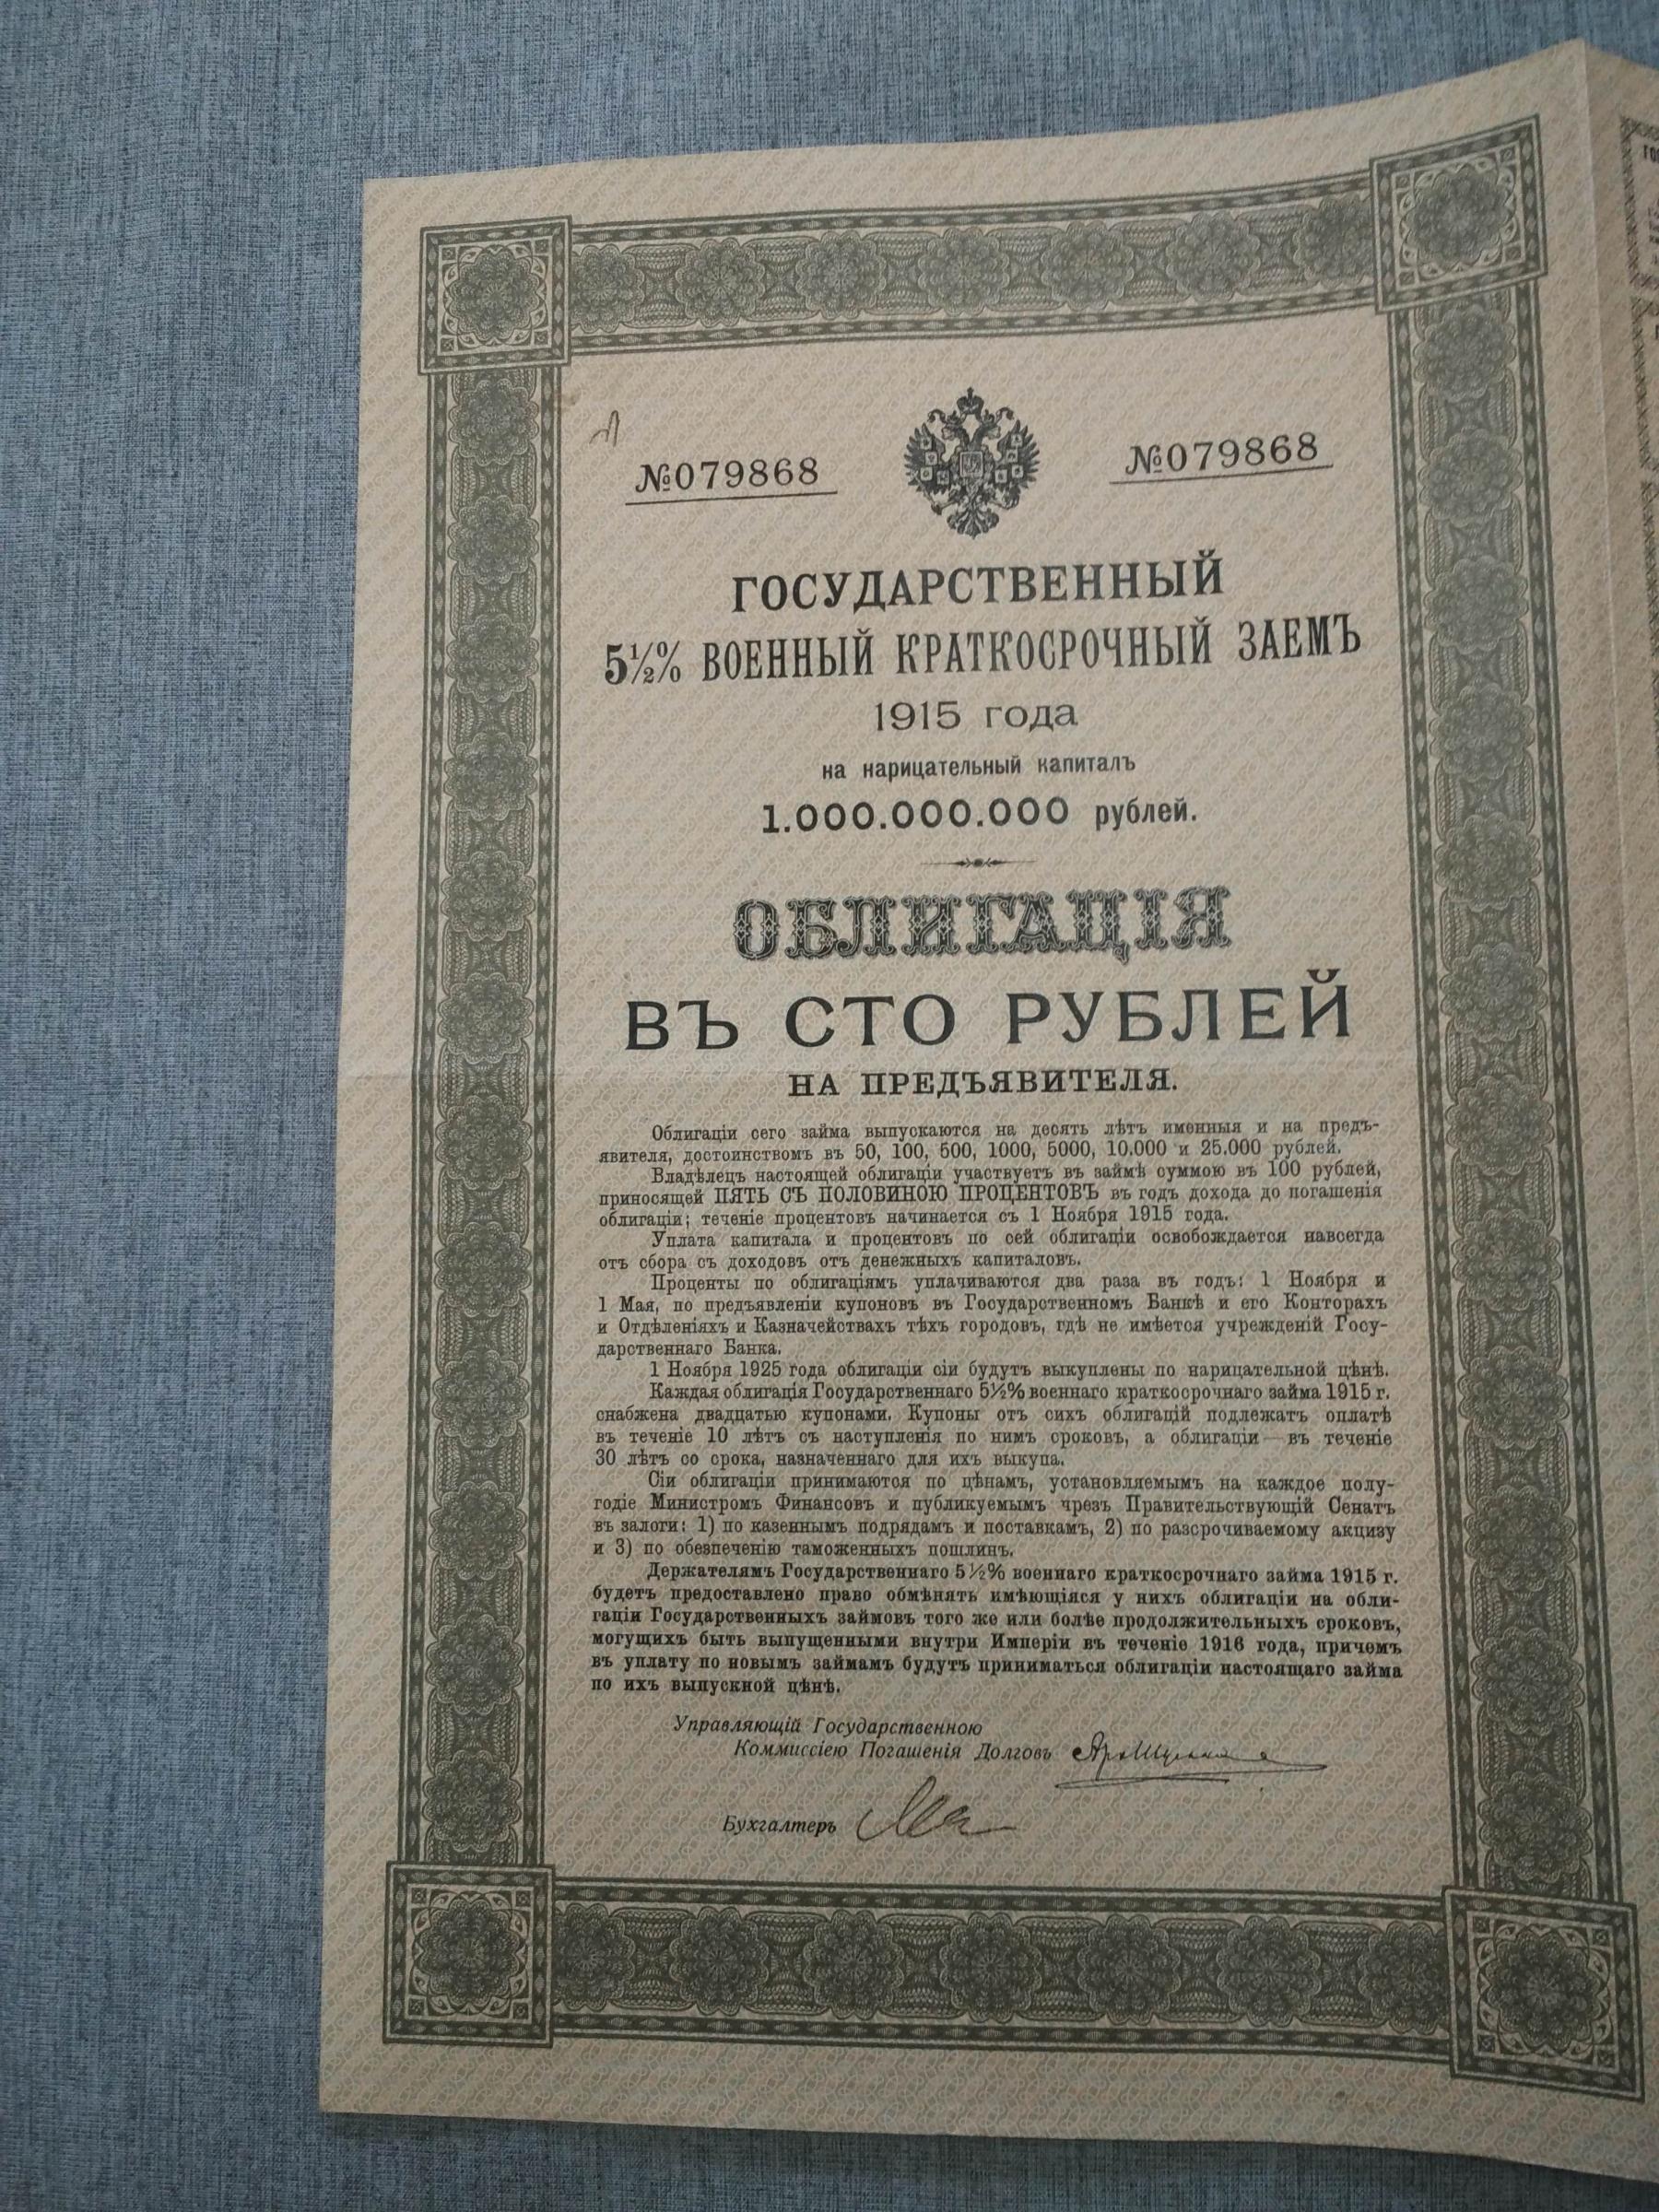 №079868 №079868
ГОСУДАРСТВЕННЫЙ
5½% ВОЕННЫЙ КРАТКОСРОЧНЫЙ ЗАЕМЪ
1915 года
на нарицательный капиталъ
1.000.000.000 рублей.
ОБЛИГАЦІЯ
ВЪ СТО РУБЛЕЙ
НА ПРЕДЪЯВИТЕЛЯ.
Облигаціи сего займа выпускаются на десять лѣтъ именныя и на предъ-
явителя, достоинствомъ въ 50, 100, 500, 1000, 5000, 10.000 и 25.000 рублей.
Владѣлецъ настоящей облигаціи участвуетъ въ займѣ суммою въ 100 рублей,
приносящей ПЯТЬ СЪ ПОЛОВИНОЮ ПРОЦЕНТОВЪ въ годъ дохода до погашенія
облигаціи; теченіе процентовъ начинается съ 1 Ноября 1915 года.
Уплата капитала и процентовъ по сей облигаціи освобождается навсегда
отъ сбора съ доходовъ отъ денежныхъ капиталовъ.
Проценты по облигаціямъ уплачиваются два раза въ годъ: 1 Ноября и
1 Мая, по предъявленіи купоновъ въ Государственномъ Банкѣ и его Конторахъ
и Отдѣленіяхъ и Казначействахъ тѣхъ городовъ, гдѣ не имѣется учрежденій Госу-
дарственнаго Банка.
1 Ноября 1925 года облигаціи сіи будутъ выкуплены по нарицательной цѣнѣ.
Каждая облигація Государственнаго 5½% военнаго краткосрочнаго займа 1915 г.
снабжена двадцатью купонами. Купоны отъ сихъ облигацій подлежатъ оплатѣ
въ теченіе 10 лѣтъ съ наступленія по нимъ сроковъ, а облигаціи — въ теченіе
30 лѣтъ со срока, назначеннаго для ихъ выкупа.
Сіи облигаціи принимаются по цѣнамъ, установляемымъ на каждое полу-
годіе Министромъ Финансовъ и публикуемымъ чрезъ Правительствующій Сенатъ
въ залоги: 1) по казеннымъ подрядамъ и поставкамъ, 2) по разсрочиваемому акцизу
и 3) по обезпеченію таможенныхъ пошлинъ.
Держателямъ Государственнаго 5½% военнаго краткосрочнаго займа 1915 г.
будетъ предоставлено право обмѣнять имѣющіяся у нихъ облигаціи на обли-
гаціи Государственныхъ займовъ того же или болѣе продолжительныхъ сроковъ,
могущихъ быть выпущенными внутри Имперіи въ теченіе 1916 года, причемъ
въ уплату по новымъ займамъ будутъ приниматься облигаціи настоящаго займа
по ихъ выпускной цѣнѣ.
Управляющій Государственною
Коммиссіею Погашенія Долговъ
Бухгалтеръ